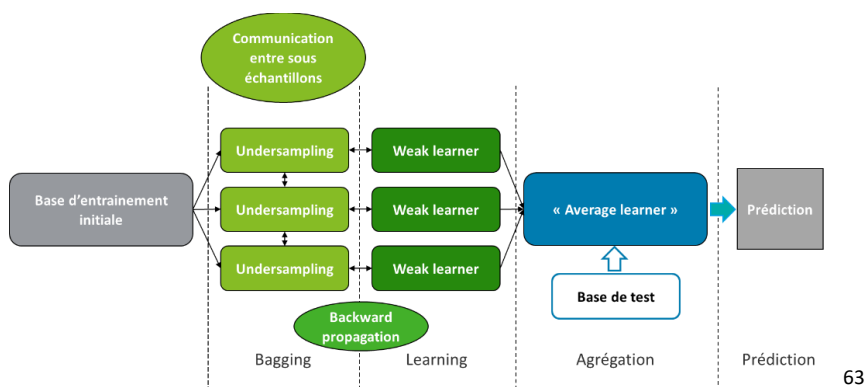 Communication
entre sous
échantillons
Undersampling
Weak learner
Base d’entrainement
initiale
Undersampling
Weak learner
« Average learner »
Prédiction
Undersampling
Weak learner
Base de test
Backward
propagation
Bagging
Learning
Agrégation
Prédiction
63